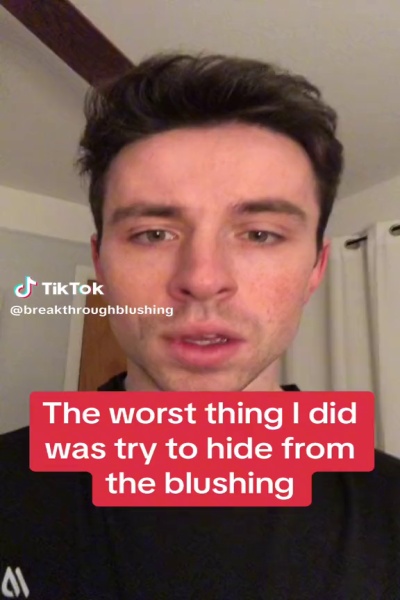 TikTok
@breakthroughblushing
The worst thing I did
was try to hide from
the blushing